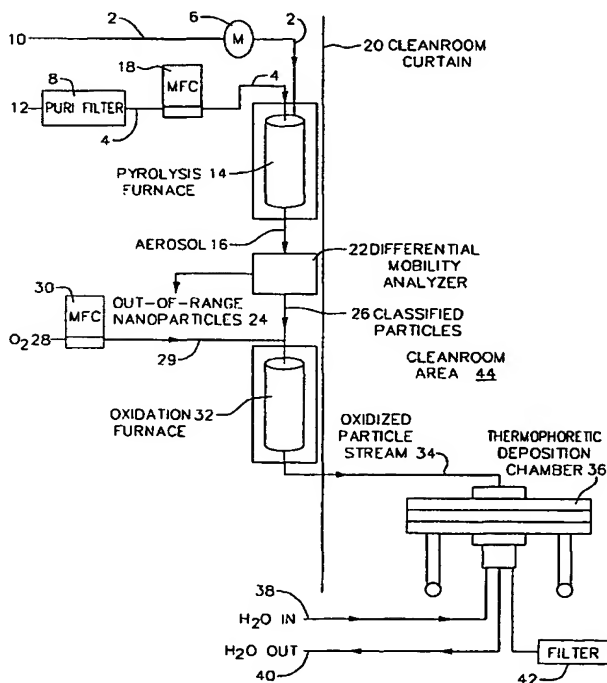 6
2
2
10
M
20 CLEANROOM
CURTAIN
18
MFC
8
4
12
PURI FILTER
4
PYROLYSIS 14
FURNACE
AEROSOL 16
22 DIFFERENTIAL
MOBILITY
ANALYZER
30
MFC
OUT-OF-RANGE
NANOPARTICLES 24
26 CLASSIFIED
PARTICLES
O2 28
29
CLEANROOM
AREA 44
OXIDATION 32
FURNACE
OXIDIZED
PARTICLE
STREAM 34
THERMOPHORETIC
DEPOSITION
CHAMBER 36
38
H2O IN
H2O OUT
40
FILTER
42